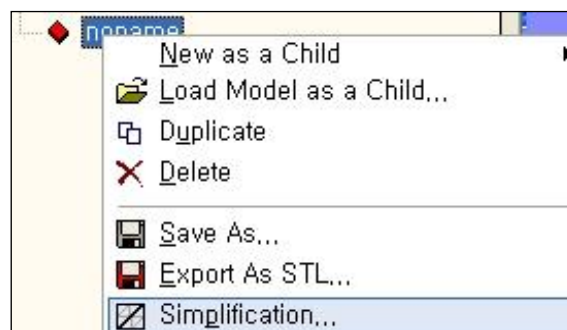 noname
New as a Child
Load Model as a Child...
Duplicate
Delete
Save As...
Export As STL...
Simplification...